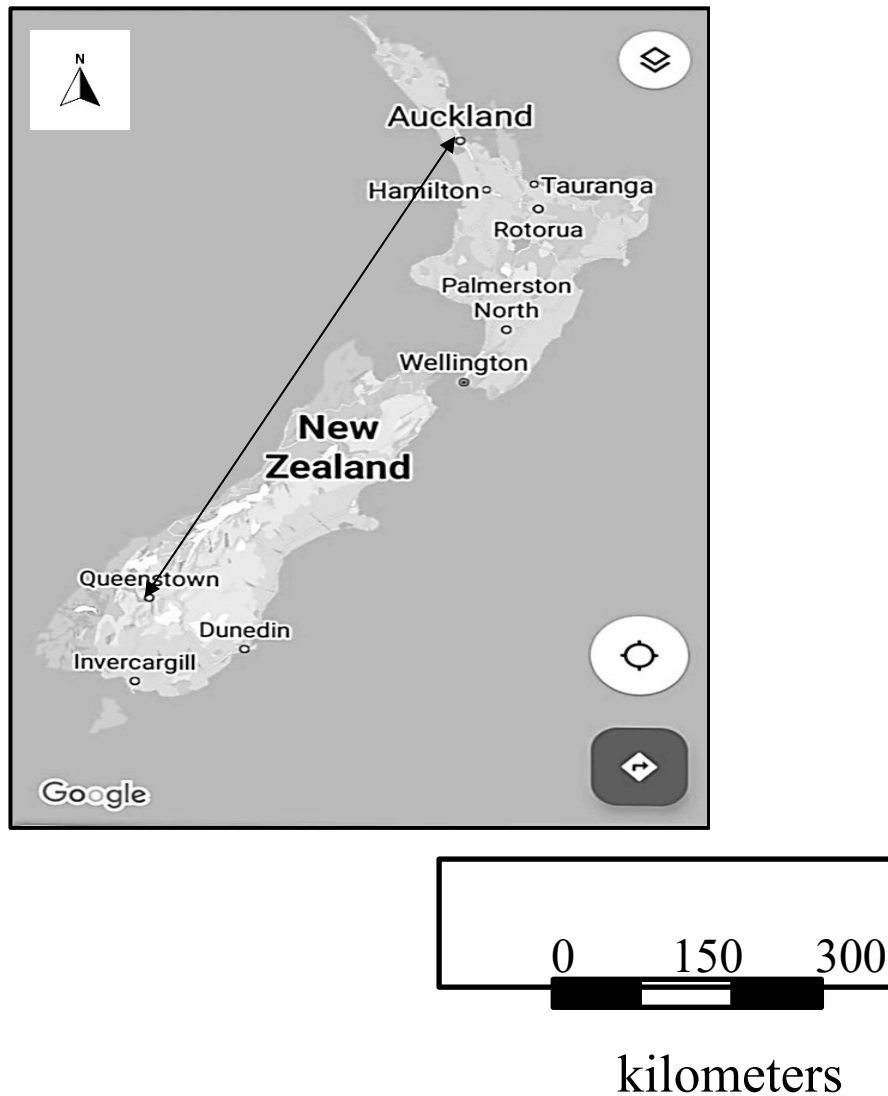 N
Auckland
Hamilton
Tauranga
Rotorua
Palmerston
North
Wellington
New
Zealand
Queenstown
Dunedin
Invercargill
Google
0 150 300
kilometers